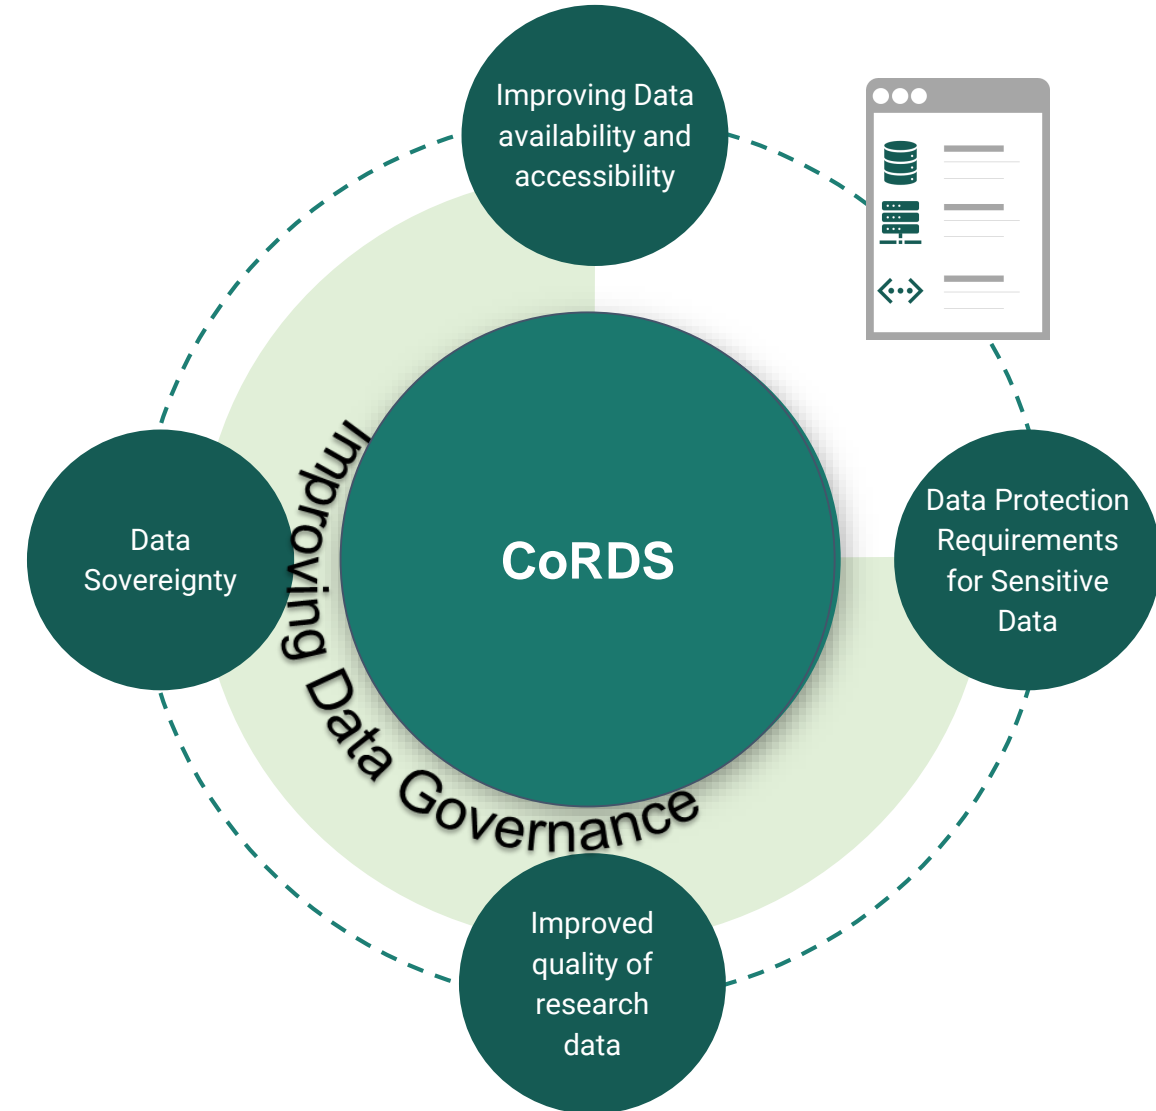 Improving Data
availability and
accessibility
Data
Sovereignty
Improving Data Governance
CoRDS
Data Protection
Requirements
for Sensitive
Data
Improved
quality of
research
data